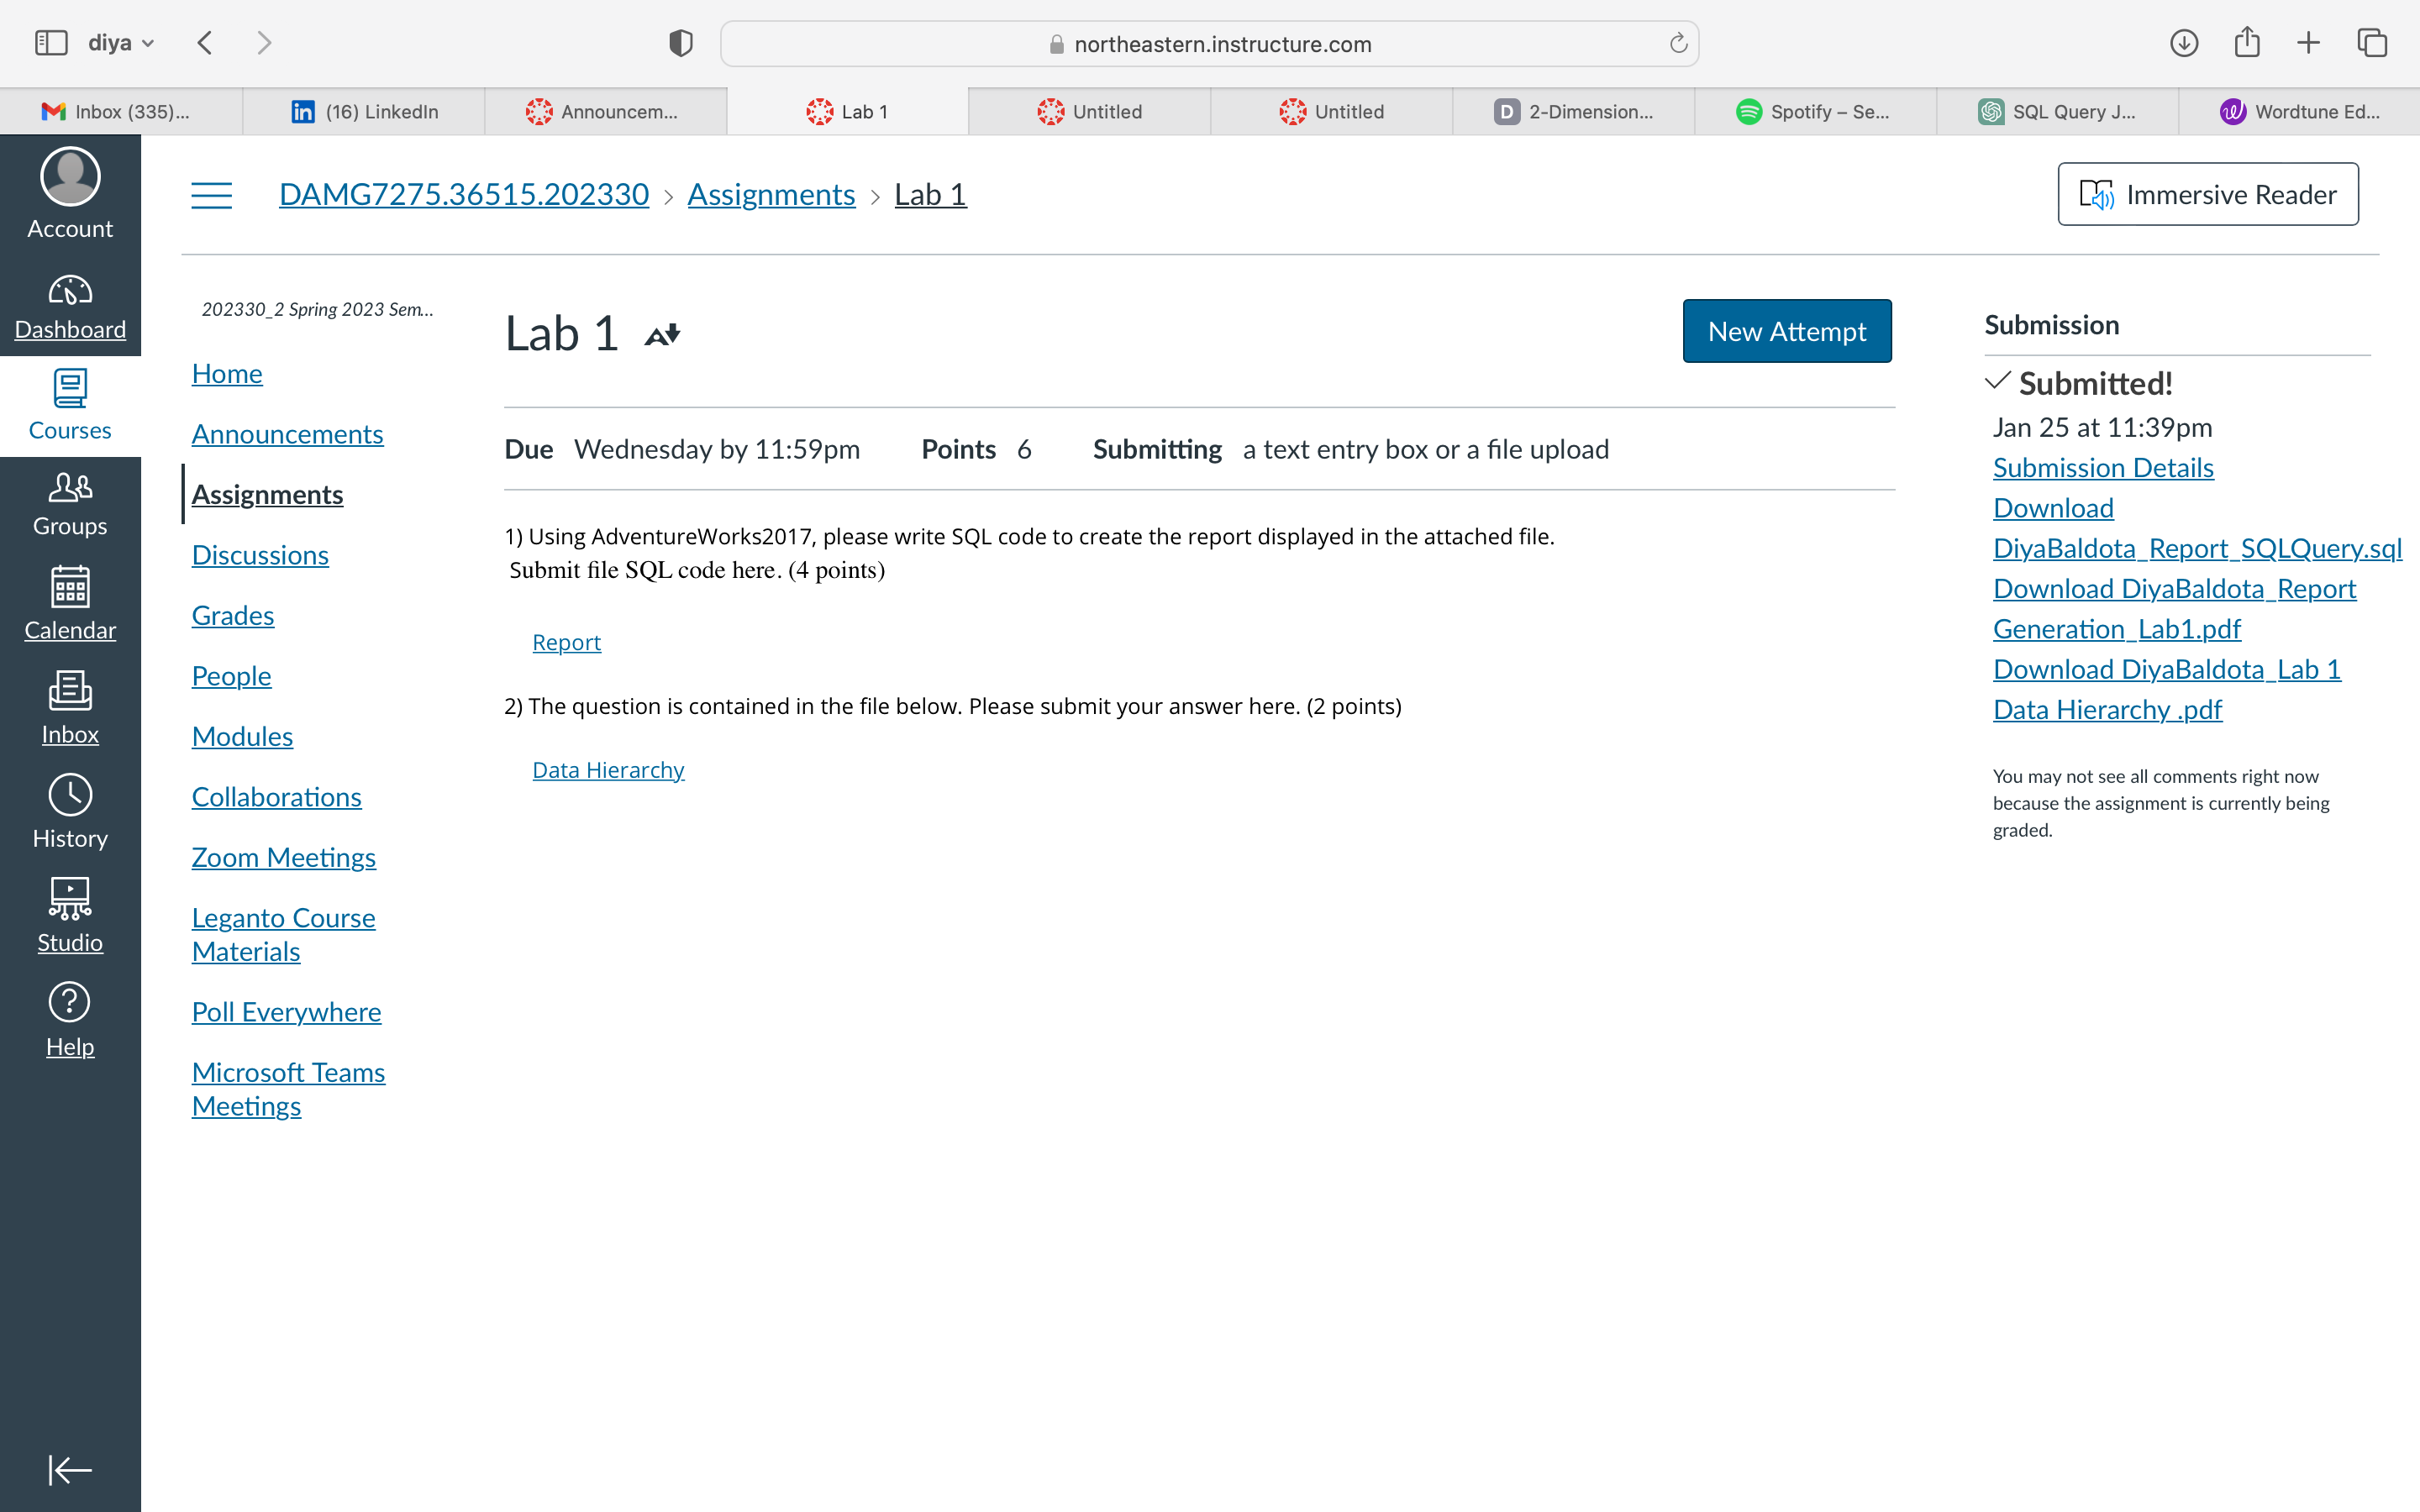 diya
northeastern.instructure.com
Inbox (335)...
(16) LinkedIn
Announcem...
Lab 1
Untitled
Untitled
D 2-Dimension...
Spotify – Se...
SQL Query J...
Wordtune Ed...
Account
Dashboard
Courses
Groups
Calendar
Inbox
History
Studio
Help
DAMG7275.36515.202330 > Assignments > Lab 1
Immersive Reader
202330_2 Spring 2023 Sem...
Home
Announcements
Assignments
Discussions
Grades
People
Modules
Collaborations
Zoom Meetings
Leganto Course
Materials
Poll Everywhere
Microsoft Teams
Meetings
Lab 1
New Attempt
Due Wednesday by 11:59pm Points 6 Submitting a text entry box or a file upload
1) Using AdventureWorks2017, please write SQL code to create the report displayed in the attached file.
Submit file SQL code here. (4 points)
Report
2) The question is contained in the file below. Please submit your answer here. (2 points)
Data Hierarchy
Submission
Submitted!
Jan 25 at 11:39pm
Submission Details
Download
DiyaBaldota_Report_SQLQuery.sql
Download DiyaBaldota_Report
Generation_Lab1.pdf
Download DiyaBaldota_Lab 1
Data Hierarchy .pdf
You may not see all comments right now
because the assignment is currently being
graded.